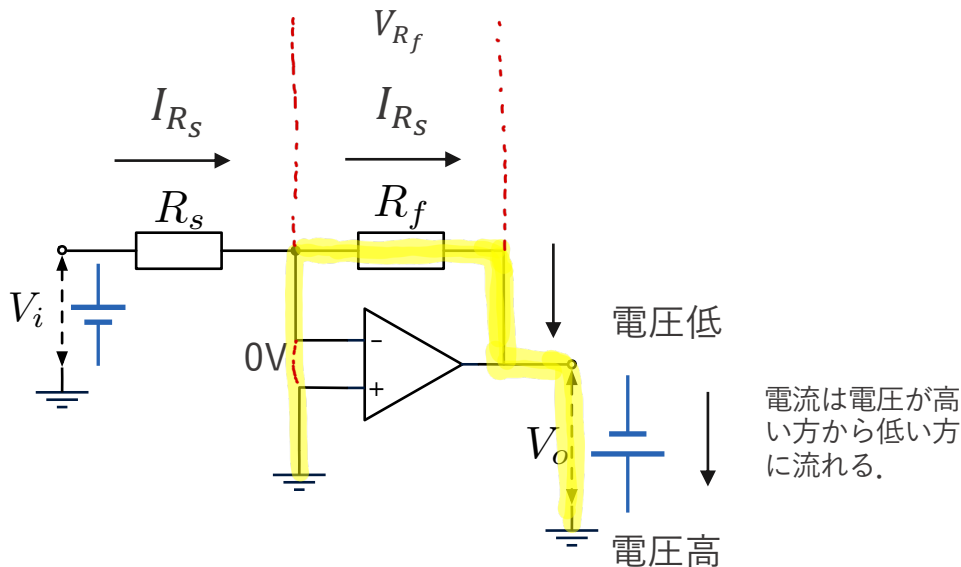 V_{R_f}
I_{R_s}
I_{R_s}
R_s
R_f
V_i
0V
-
+
電圧低
V_o
電流は電圧が高
い方から低い方
に流れる.
電圧高